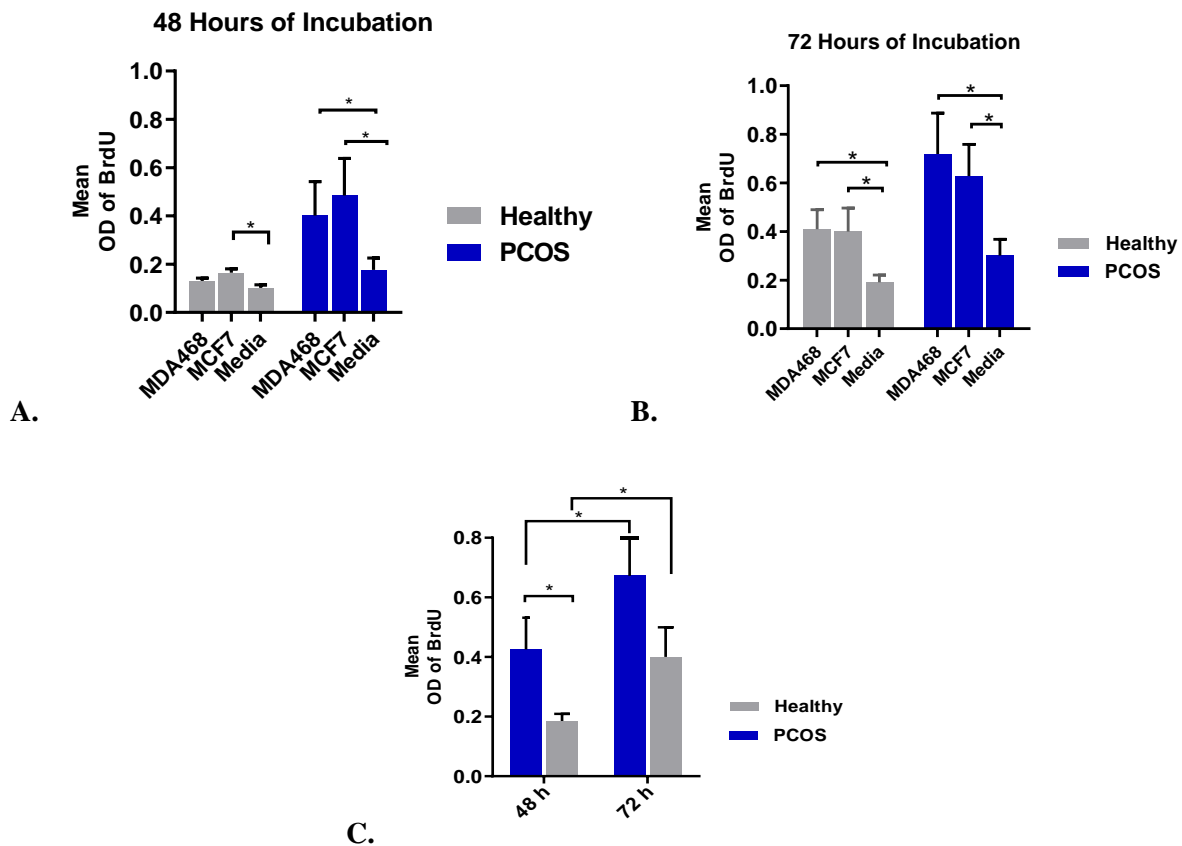 48 Hours of Incubation
1.0
0.8
0.6
0.4
0.2
0.0
Mean
OD of BrdU
*
*
*
MDA468
MCF7
Media
MDA468
MCF7
Media
Healthy
PCOS
A.
72 Hours of Incubation
1.0
0.8
0.6
0.4
0.2
0.0
Mean
OD of BrdU
*
*
*
*
MDA468
MCF7
Media
MDA468
MCF7
Media
Healthy
PCOS
B.
0.8
0.6
0.4
0.2
0.0
Mean
OD of BrdU
*
*
*
48 h
72 h
Healthy
PCOS
C.